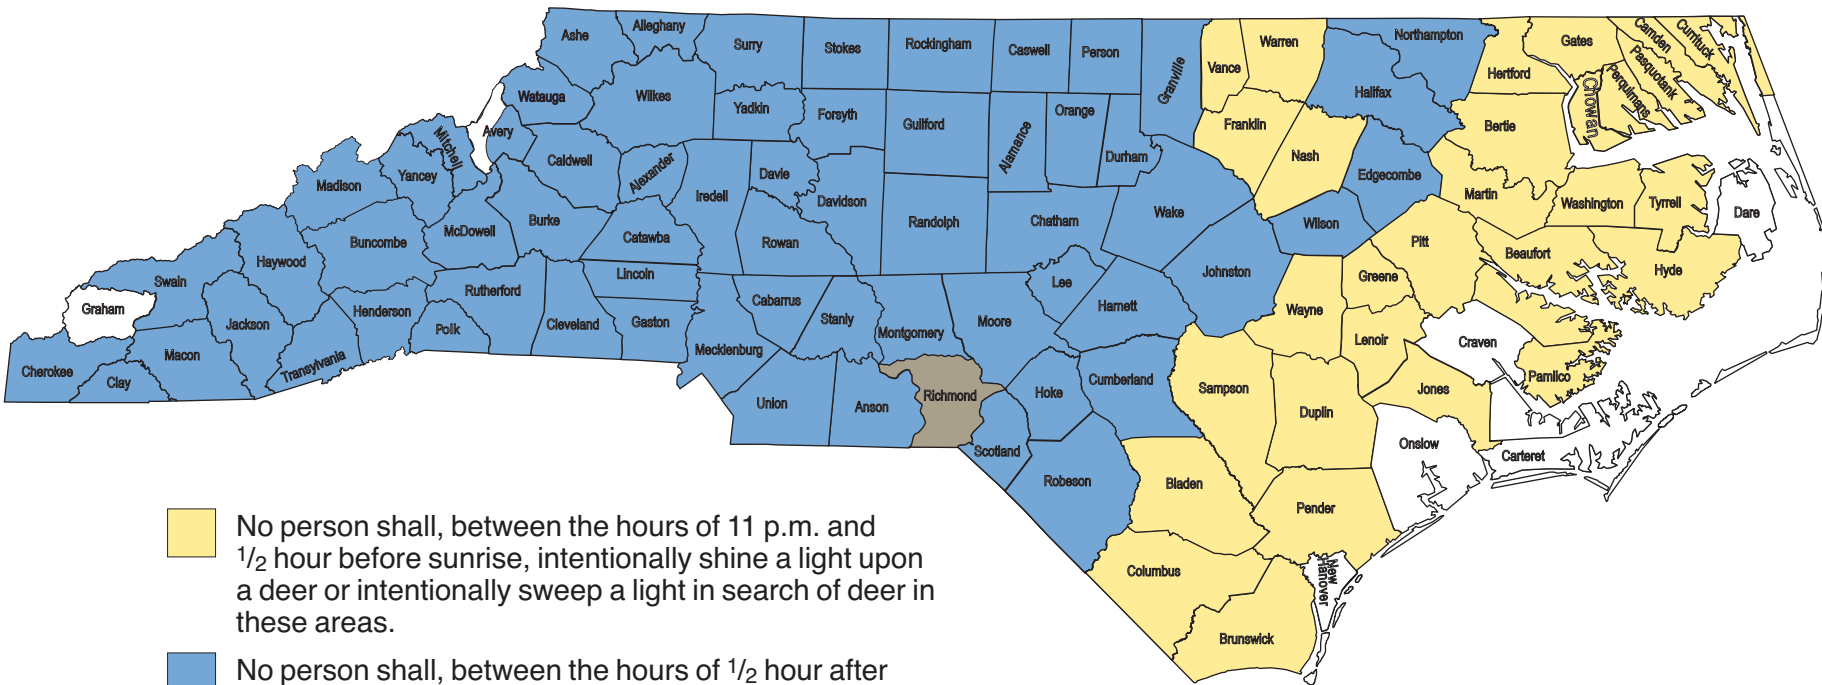 Ashe
Alleghany
Surry
Stokes
Rockingham
Caswell
Person
Granville
Vance
Warren
Northampton
Hertford
Gates
Camden
Currituck
Pasquotank
Perquimans
Chowan
Watauga
Wilkes
Yadkin
Forsyth
Guilford
Alamance
Orange
Durham
Franklin
Nash
Halifax
Edgecombe
Bertie
Martin
Washington
Tyrrell
Dare
Mitchell
Avery
Caldwell
Alexander
Iredell
Davie
Davidson
Randolph
Chatham
Wake
Wilson
Pitt
Beaufort
Hyde
Madison
Yancey
McDowell
Burke
Catawba
Rowan
Buncombe
Haywood
Swain
Graham
Jackson
Henderson
Rutherford
Polk
Cleveland
Lincoln
Gaston
Cabarrus
Stanly
Montgomery
Moore
Lee
Harnett
Johnston
Wayne
Greene
Lenoir
Craven
Pamlico
Cherokee
Clay
Macon
Transylvania
Mecklenburg
Union
Anson
Richmond
Hoke
Cumberland
Sampson
Duplin
Jones
Onslow
Carteret
Scotland
Robeson
Bladen
Pender
Columbus
Brunswick
New
Hanover
No person shall, between the hours of 11 p.m. and
1/2 hour before sunrise, intentionally shine a light upon
a deer or intentionally sweep a light in search of deer in
these areas.
No person shall, between the hours of 1/2 hour after